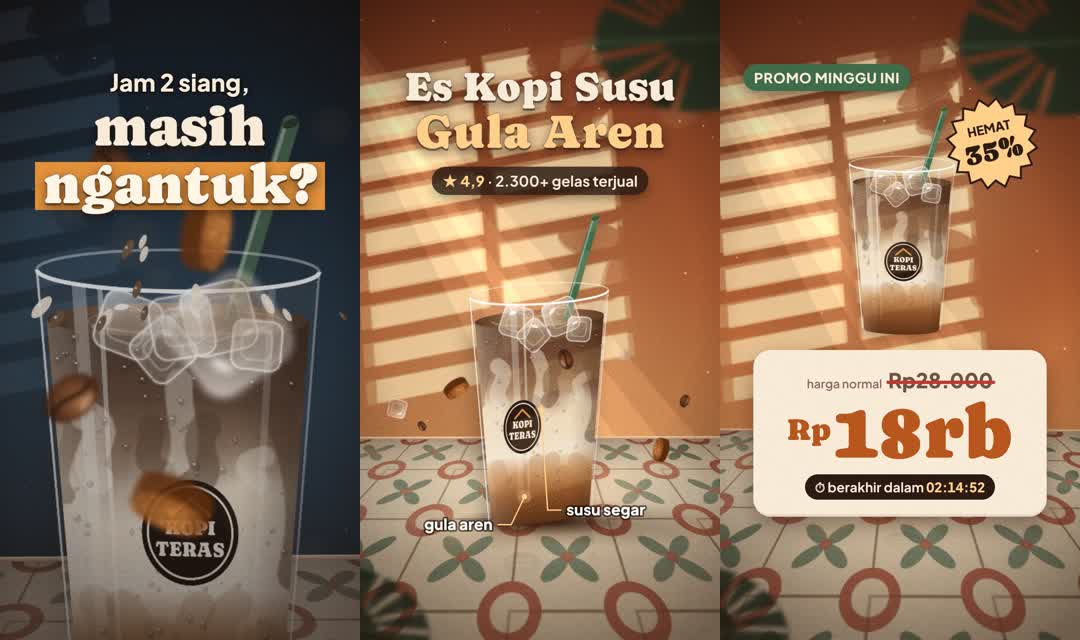 Jam 2 siang,
masih
ngantuk?
KOPI
TERAS
Es Kopi Susu
Gula Aren
★ 4,9 · 2.300+ gelas terjual
KOPI
TERAS
gula aren
susu segar
PROMO MINGGU INI
HEMAT
35%
KOPI
TERAS
harga normal Rp28.000
Rp18rb
⏱ berakhir dalam 02:14:52